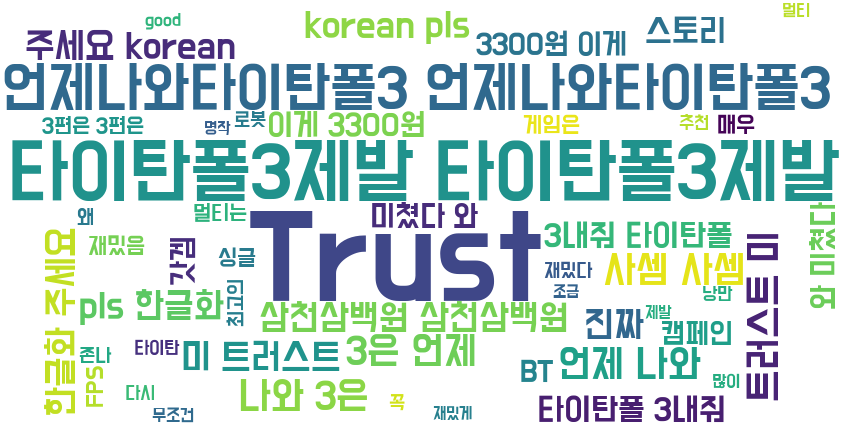 good
멀티
주세요 korean
korean pls
3300원 이게
스토리
언제나와타이탄폴3 언제나와타이탄폴3
3편은 3편은
명작
로봇
이게 3300원
게임은
추천
매우
타이탄폴3제발 타이탄폴3제발
왜
멀티는
미쳤다 와
Trust
3내줘 타이탄폴
와 미쳤다
한글화 주세요
재밌음
갓겜
싱글
재밌다
사셈 사셈
트러스트 미
pls 한글화
최고의
조금
낭만
삼천삼백원 삼천삼백원
진짜
제발
캠페인
존나
타이탄
미 트러스트
3은 언제
BT
언제 나와
FPS
다시
나와 3은
꼭
많이
무조건
재밌게
타이탄폴 3내줘